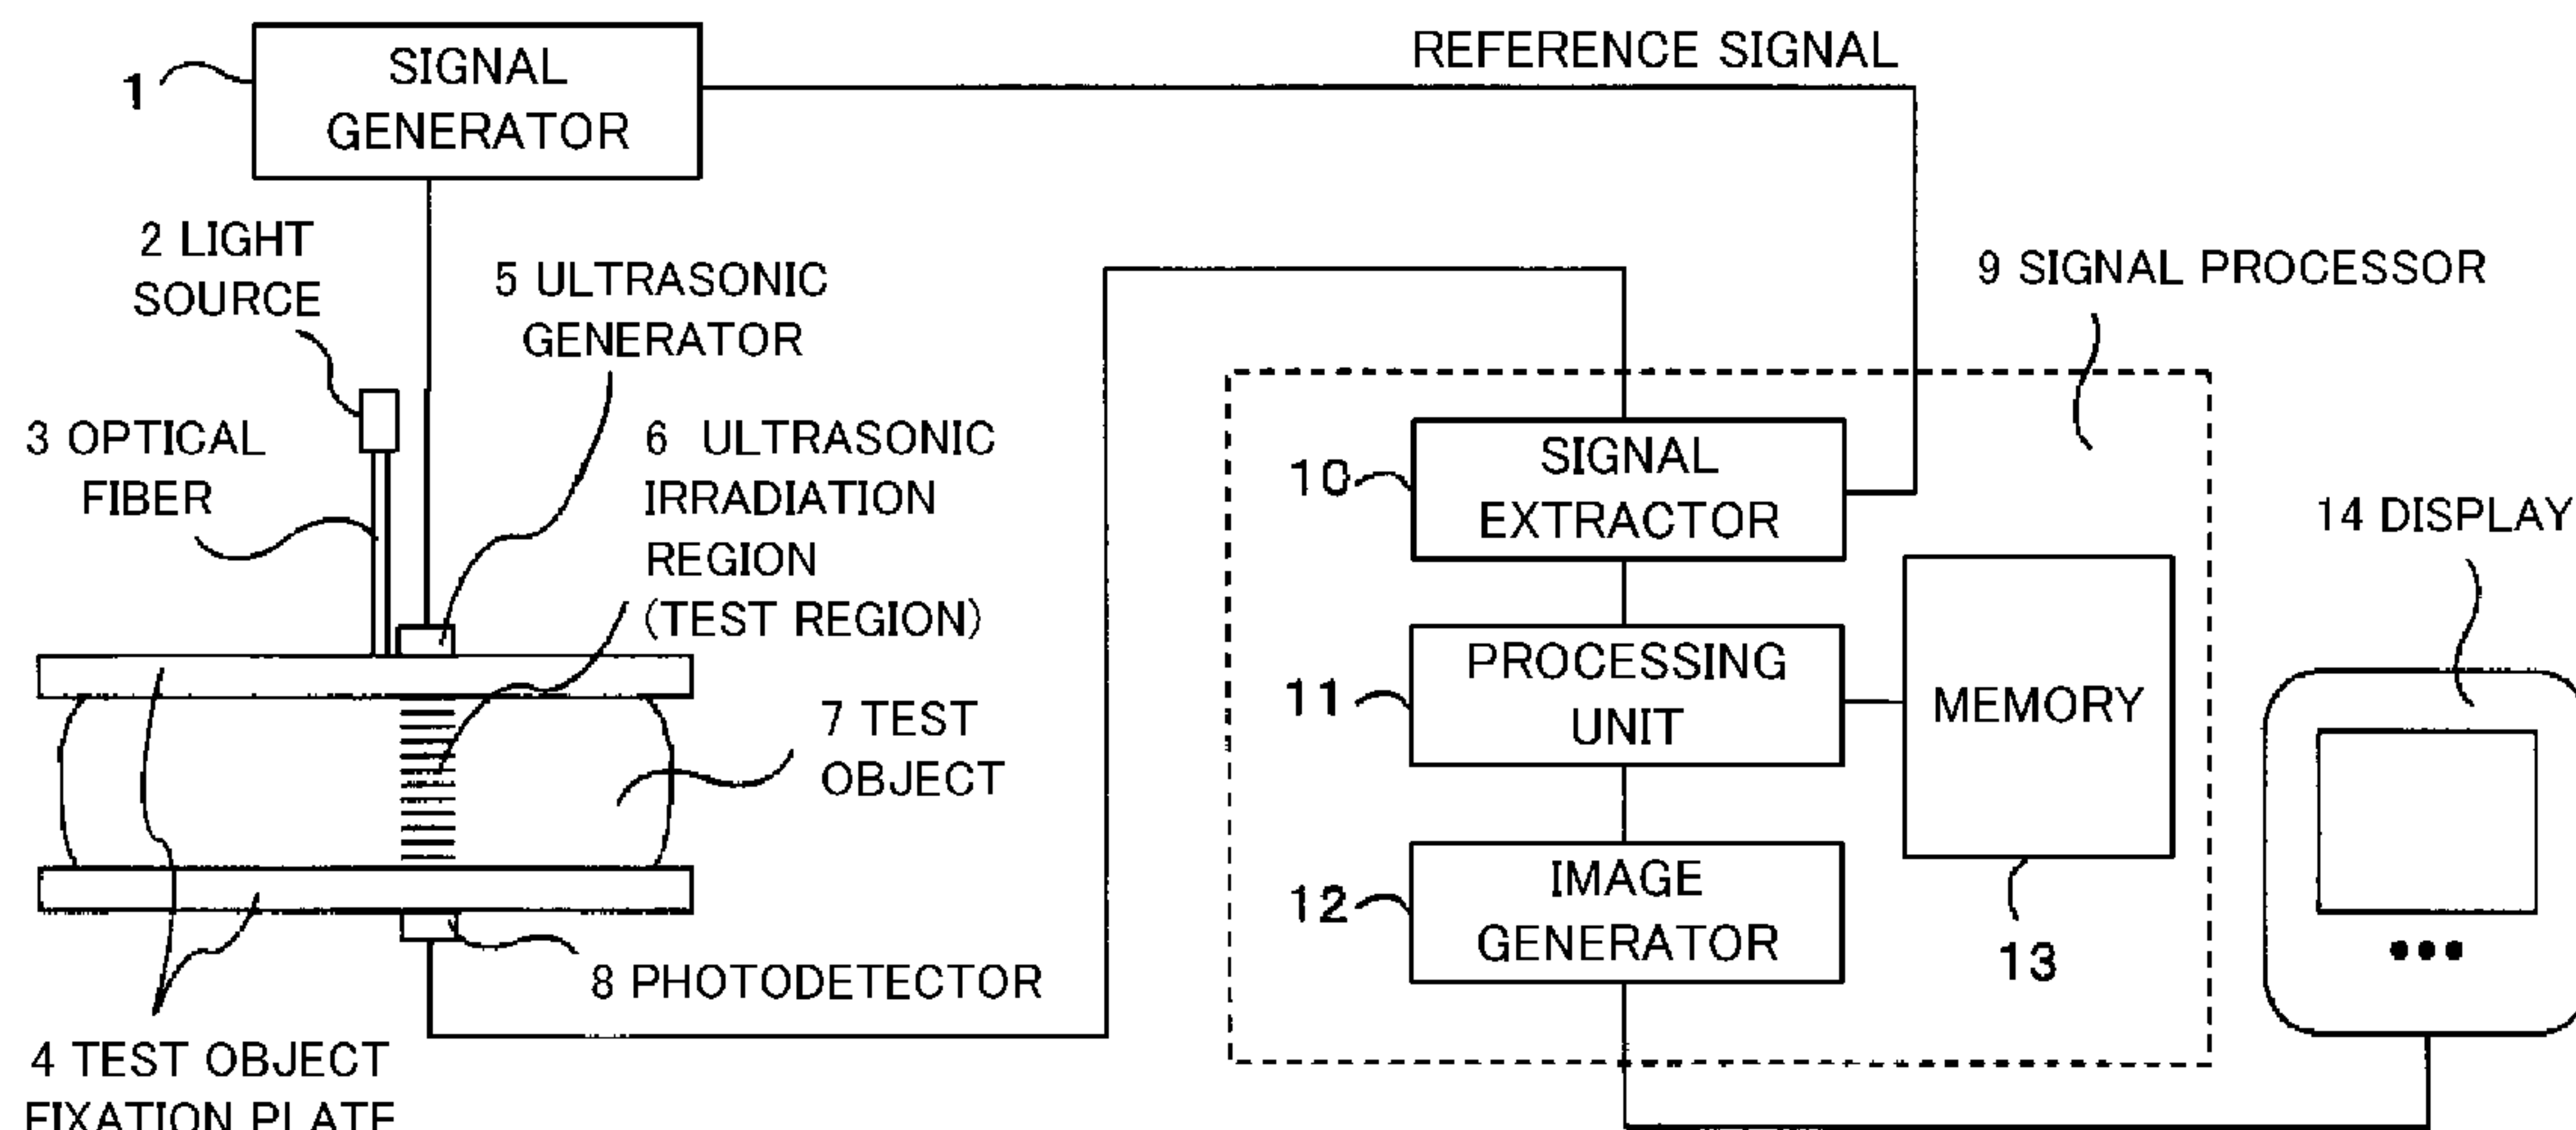 1
SIGNAL
GENERATOR
REFERENCE SIGNAL
2 LIGHT
SOURCE
3 OPTICAL
FIBER
5 ULTRASONIC
GENERATOR
6 ULTRASONIC
IRRADIATION
REGION
(TEST REGION)
7 TEST
OBJECT
8 PHOTODETECTOR
4 TEST OBJECT
FIXATION PLATE
9 SIGNAL PROCESSOR
10
SIGNAL
EXTRACTOR
11
PROCESSING
UNIT
MEMORY
13
12
IMAGE
GENERATOR
14 DISPLAY